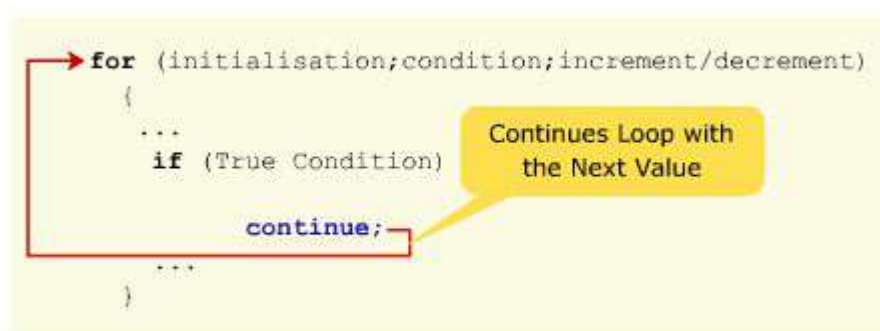 for (initialisation;condition;increment/decrement)
{
...
if (True Condition)
Continues Loop with
the Next Value
continue;
...
}